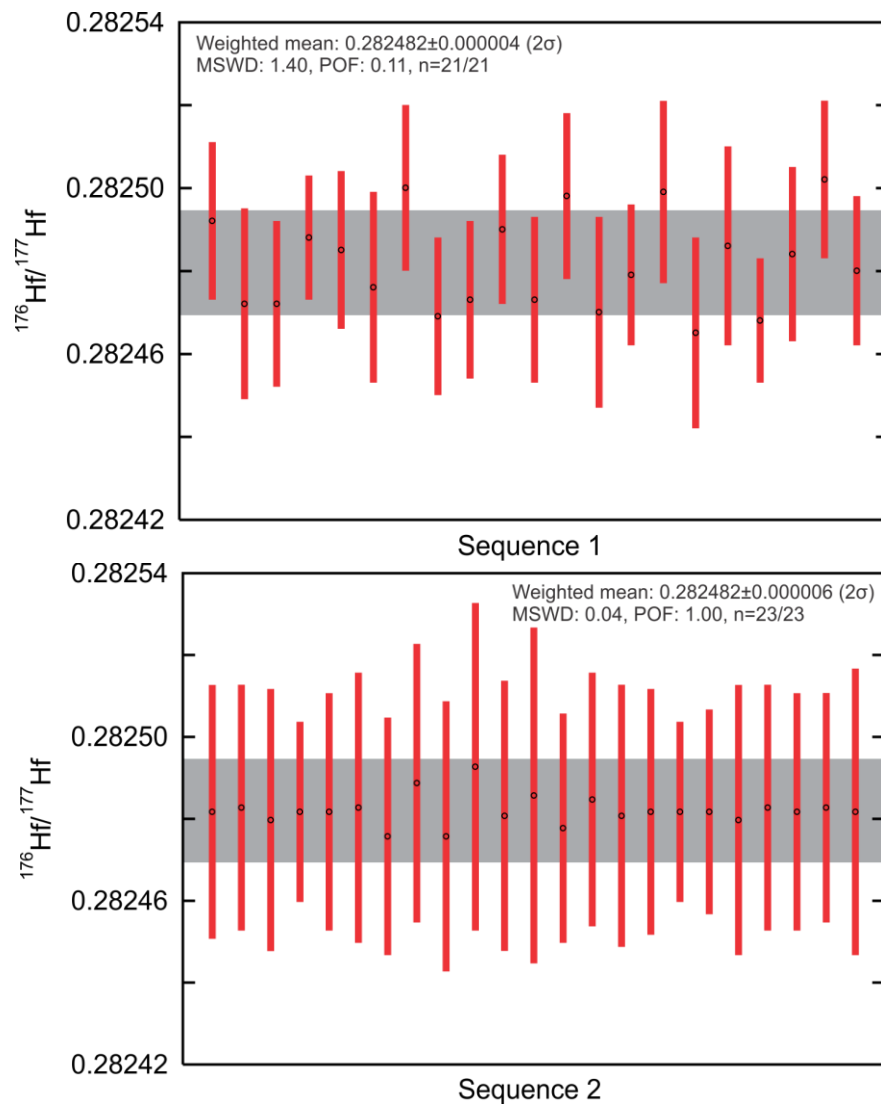 0.28254
Weighted mean: 0.282482±0.000004 (2σ)
MSWD: 1.40, POF: 0.11, n=21/21
0.28250
¹⁷⁶Hf/¹⁷⁷Hf
0.28246
0.28242
Sequence 1
0.28254
Weighted mean: 0.282482±0.000006 (2σ)
MSWD: 0.04, POF: 1.00, n=23/23
0.28250
¹⁷⁶Hf/¹⁷⁷Hf
0.28246
0.28242
Sequence 2